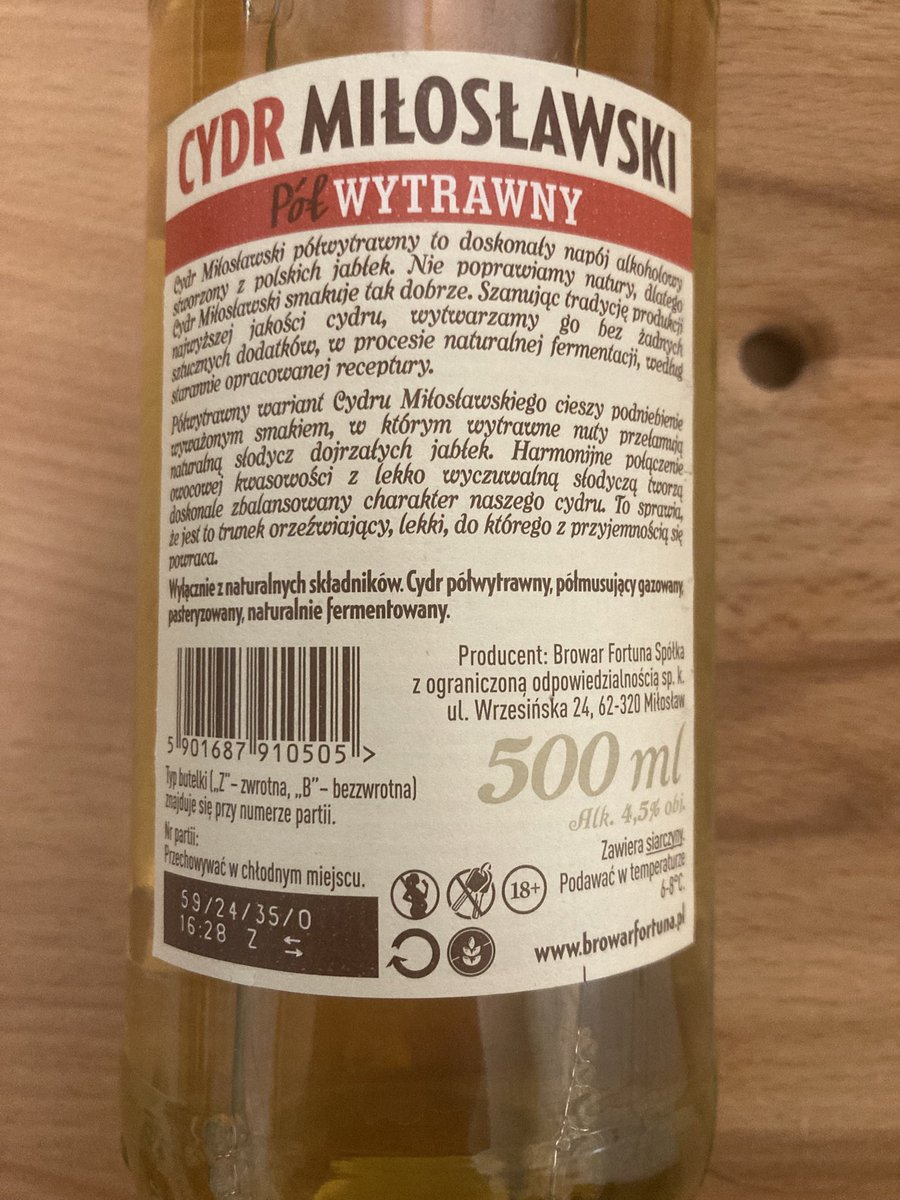 CYDR MIŁOSŁAWSKI
Pół WYTRAWNY
Cydr Miłosławski półwytrawny to doskonały napój alkoholowy
stworzony z polskich jabłek. Nie poprawiamy natury, dlatego
Cydr Miłosławski smakuje tak dobrze. Szanując tradycję produkcji
najwyższej jakości cydru, wytwarzamy go bez żadnych
sztucznych dodatków, w procesie naturalnej fermentacji, według
starannie opracowanej receptury.
Półwytrawny wariant Cydru Miłosławskiego cieszy podniebienie
wyważonym smakiem, w którym wytrawne nuty przełamują
naturalną słodycz dojrzałych jabłek. Harmonijne połączenie
owocowej kwasowości z lekko wyczuwalną słodyczą tworzą
doskonale zbalansowany charakter naszego cydru. To sprawia,
że jest to trunek orzeźwiający, lekki, do którego z przyjemnością się
powraca.
Wyłącznie z naturalnych składników. Cydr półwytrawny, półmusujący gazowany,
pasteryzowany, naturalnie fermentowany.
Producent: Browar Fortuna Spółka
z ograniczoną odpowiedzialnością sp. k.
ul. Wrzesińska 24, 62-320 Miłosław
5 901687 910505 >
500 ml
Alk. 4,5% obj.
Typ butelki („Z” – zwrotna, „B” – bezzwrotna)
znajduje się przy numerze partii.
Nr partii:
Przechowywać w chłodnym miejscu.
Zawiera siarczyny.
Podawać w temperaturze
6-8°C.
18+
59/24/35/0
16:28 Z
www.browarfortuna.pl